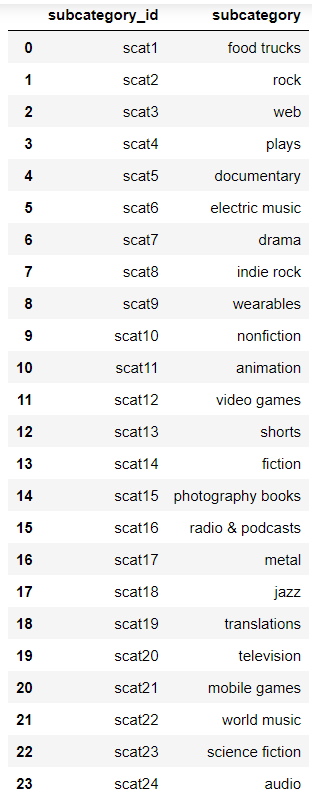 subcategory_id subcategory
0 scat1 food trucks
1 scat2 rock
2 scat3 web
3 scat4 plays
4 scat5 documentary
5 scat6 electric music
6 scat7 drama
7 scat8 indie rock
8 scat9 wearables
9 scat10 nonfiction
10 scat11 animation
11 scat12 video games
12 scat13 shorts
13 scat14 fiction
14 scat15 photography books
15 scat16 radio & podcasts
16 scat17 metal
17 scat18 jazz
18 scat19 translations
19 scat20 television
20 scat21 mobile games
21 scat22 world music
22 scat23 science fiction
23 scat24 audio